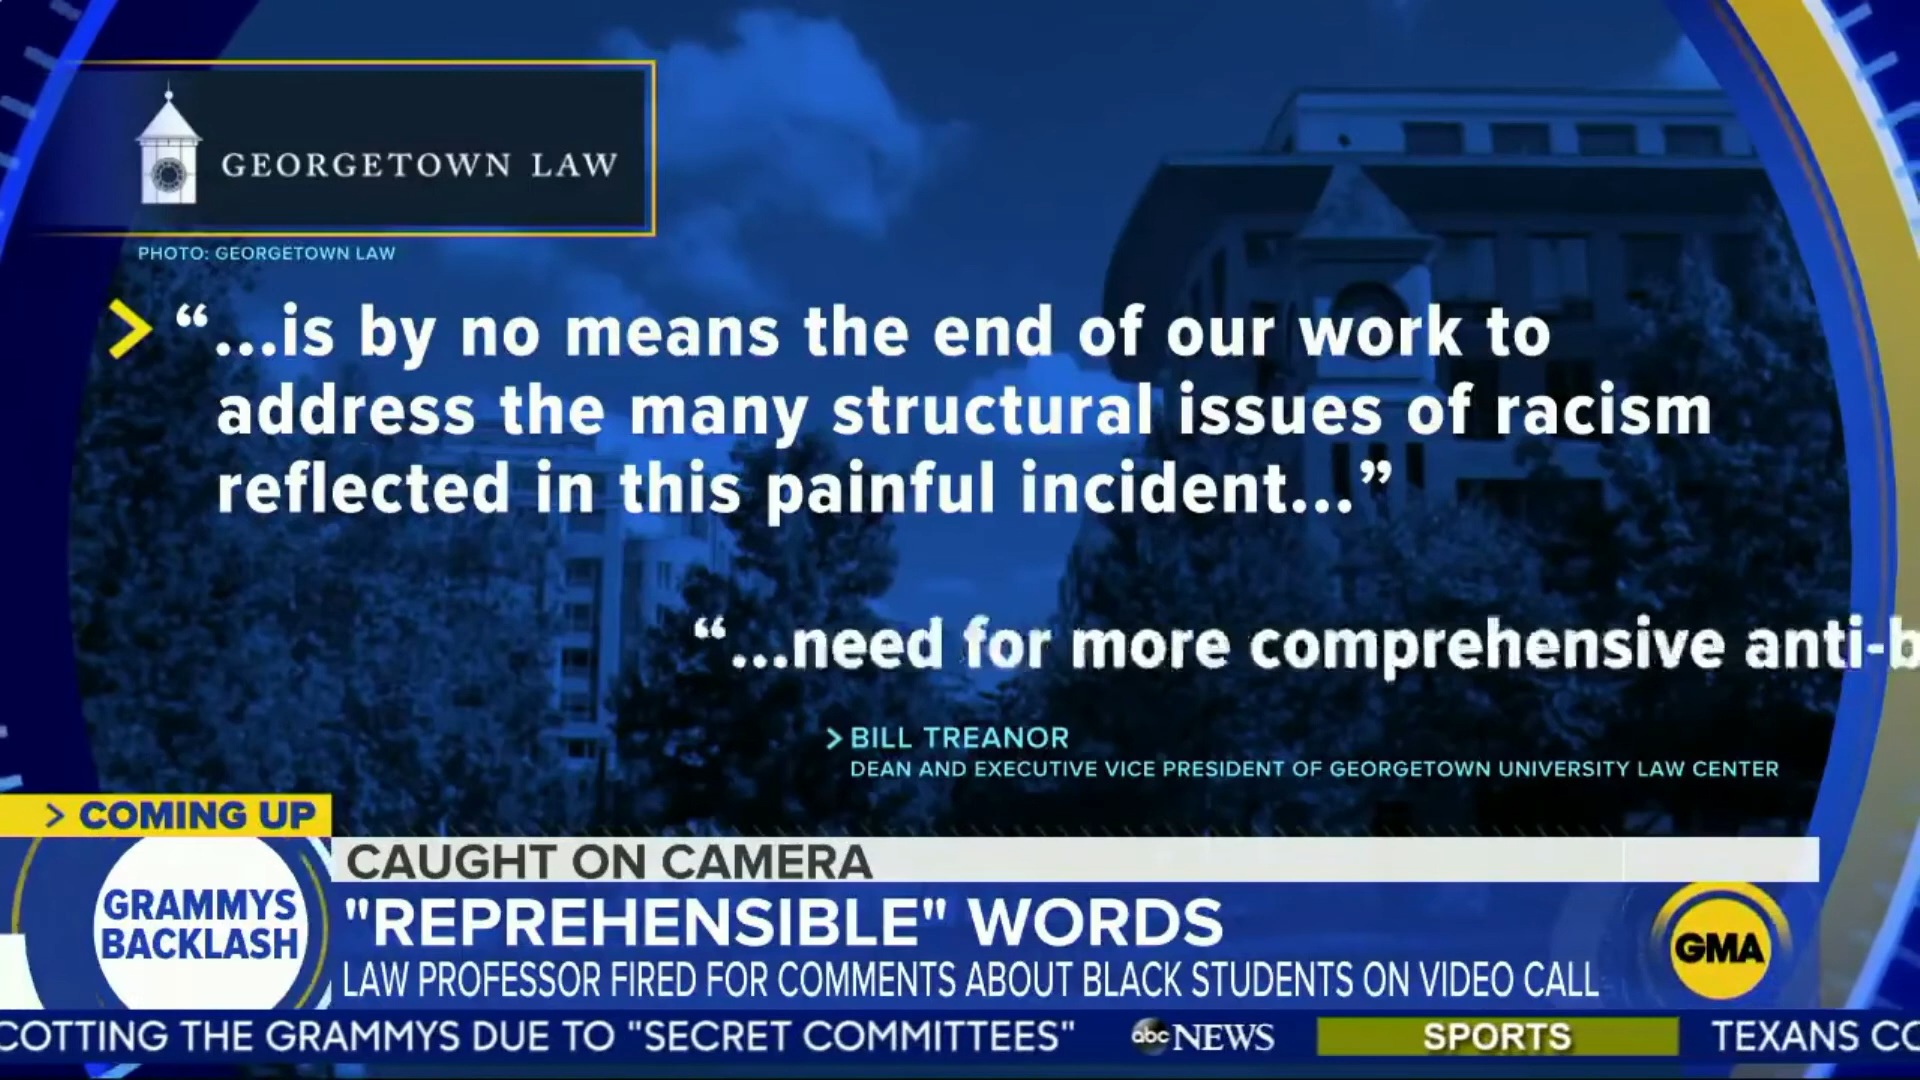 GEORGETOWN LAW
PHOTO: GEORGETOWN LAW
> “...is by no means the end of our work to
address the many structural issues of racism
reflected in this painful incident...”
“...need for more comprehensive anti-b
> BILL TREANOR
DEAN AND EXECUTIVE VICE PRESIDENT OF GEORGETOWN UNIVERSITY LAW CENTER
> COMING UP
GRAMMYS
BACKLASH
CAUGHT ON CAMERA
"REPREHENSIBLE" WORDS
LAW PROFESSOR FIRED FOR COMMENTS ABOUT BLACK STUDENTS ON VIDEO CALL
GMA
COTTING THE GRAMMYS DUE TO "SECRET COMMITTEES" abc NEWS SPORTS TEXANS CO